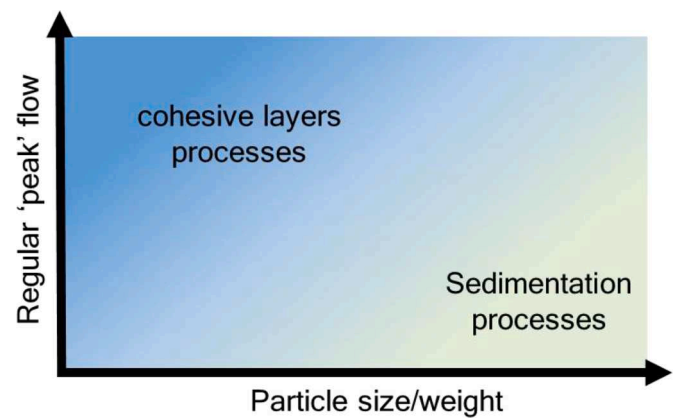 Regular ‘peak’ flow
cohesive layers
processes
Sedimentation
processes
Particle size/weight